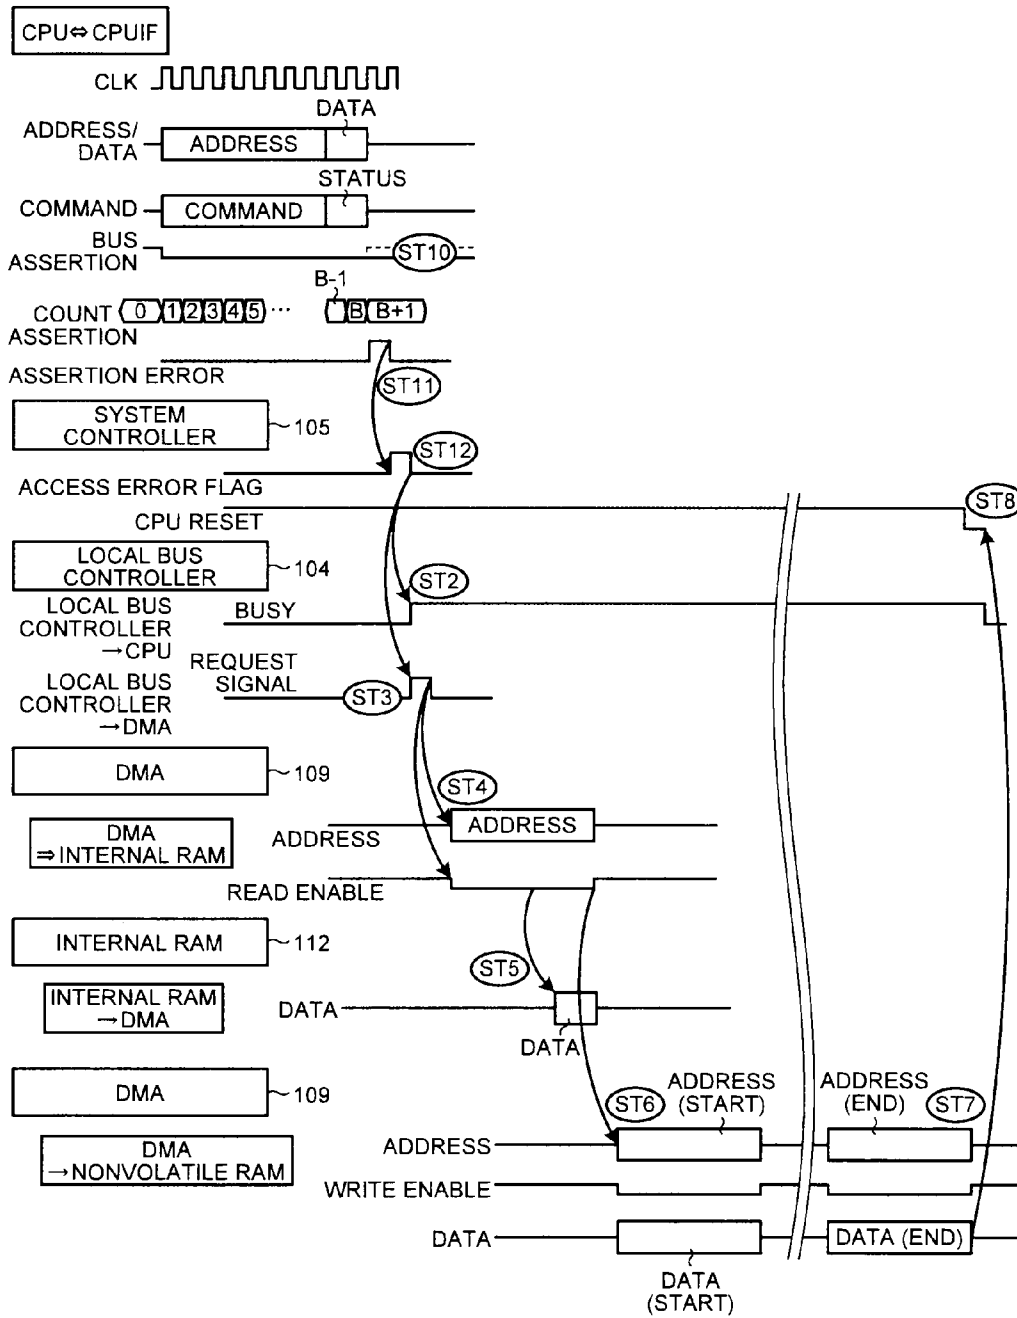 CPU⇔CPUIF
CLK
DATA
ADDRESS/
DATA
ADDRESS
STATUS
COMMAND
COMMAND
BUS
ASSERTION
ST10
B-1
COUNT
ASSERTION
0 1 2 3 4 5 ··· B B+1
ASSERTION ERROR
ST11
SYSTEM
CONTROLLER
105
ST12
ACCESS ERROR FLAG
CPU RESET
ST8
LOCAL BUS
CONTROLLER
104
ST2
LOCAL BUS
CONTROLLER
→CPU
BUSY
REQUEST
SIGNAL
LOCAL BUS
CONTROLLER
→DMA
ST3
DMA
109
ST4
DMA
⇒INTERNAL RAM
ADDRESS
ADDRESS
READ ENABLE
INTERNAL RAM
112
ST5
INTERNAL RAM
→DMA
DATA
DATA
DMA
109
ST6
ADDRESS
(START)
ADDRESS
(END)
ST7
DMA
→NONVOLATILE RAM
ADDRESS
WRITE ENABLE
DATA
DATA (END)
DATA
(START)